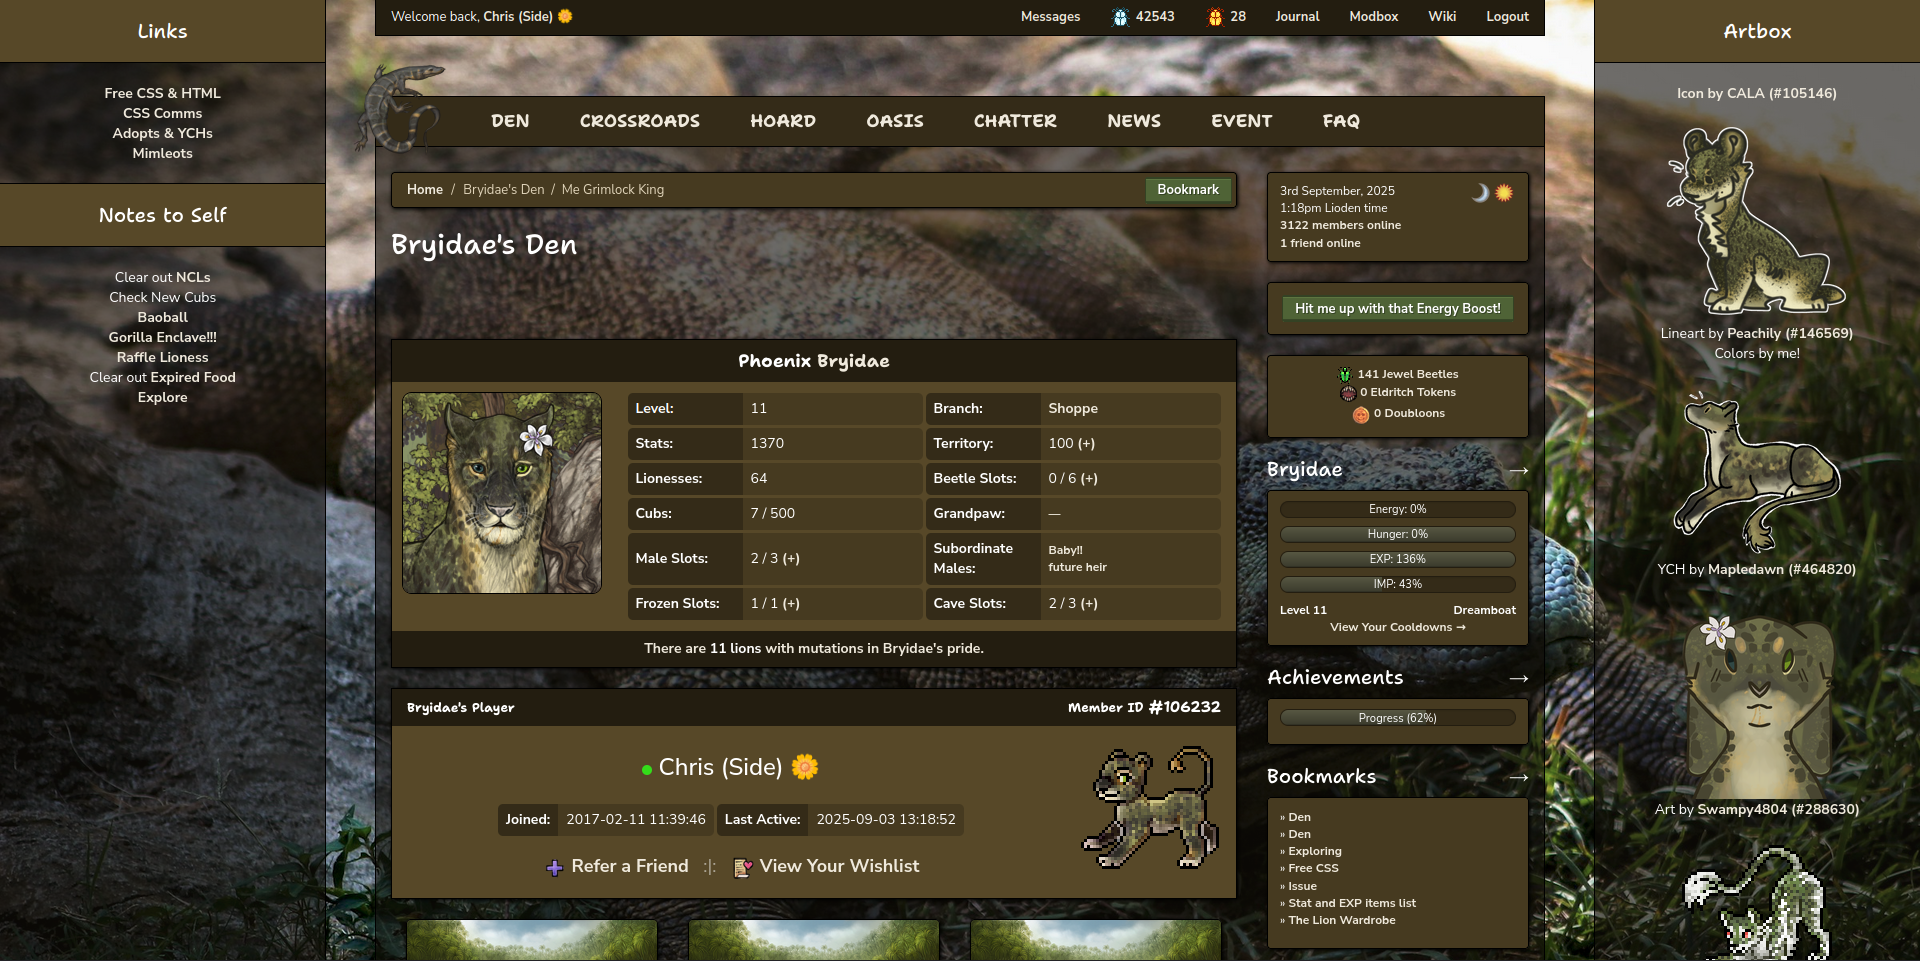 Links
Free CSS & HTML
CSS Comms
Adopts & YCHs
Mimleots
Notes to Self
Clear out NCLs
Check New Cubs
Baoball
Gorilla Enclave!!!
Raffle Lioness
Clear out Expired Food
Explore
Welcome back, Chris (Side)
Messages 42543 28 Journal Modbox Wiki Logout
DEN CROSSROADS HOARD OASIS CHATTER NEWS EVENT FAQ
Home / Bryidae's Den / Me Grimlock King
Bookmark
Bryidae's Den
Phoenix Bryidae
Level: 11 Branch: Shoppe
Stats: 1370 Territory: 100 (+)
Lionesses: 64 Beetle Slots: 0 / 6 (+)
Cubs: 7 / 500 Grandpaw: —
Male Slots: 2 / 3 (+) Subordinate Males: Baby!! future heir
Frozen Slots: 1 / 1 (+) Cave Slots: 2 / 3 (+)
There are 11 lions with mutations in Bryidae's pride.
Bryidae's Player Member ID #106232
Chris (Side)
Joined: 2017-02-11 11:39:46 Last Active: 2025-09-03 13:18:52
Refer a Friend :|: View Your Wishlist
3rd September, 2025
1:18pm Lioden time
3122 members online
1 friend online
Hit me up with that Energy Boost!
141 Jewel Beetles
0 Eldritch Tokens
0 Doubloons
Bryidae →
Energy: 0%
Hunger: 0%
EXP: 136%
IMP: 43%
Level 11 Dreamboat
View Your Cooldowns →
Achievements →
Progress (62%)
Bookmarks →
» Den
» Den
» Exploring
» Free CSS
» Issue
» Stat and EXP items list
» The Lion Wardrobe
Artbox
Icon by CALA (#105146)
Lineart by Peachily (#146569)
Colors by me!
YCH by Mapledawn (#464820)
Art by Swampy4804 (#288630)